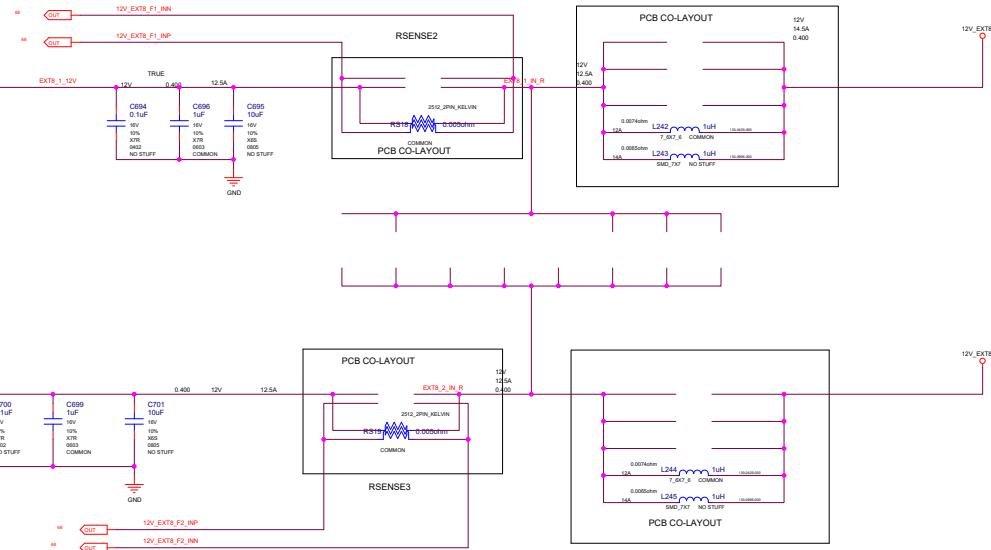 12V_EXT8_F1_INN
OUT
12V_EXT8_F1_INP
OUT
RSENSE2
PCB CO-LAYOUT
12V
14.5A
0.400
12V_EXT8
EXT8_1_12V
TRUE
12V
0.400
12.5A
EXT8_1_IN_R
12V
12.5A
0.400
C694
0.1uF
16V
10%
X7R
0402
NO STUFF
C696
1uF
16V
10%
X7R
0603
COMMON
C695
10uF
16V
10%
X6S
0805
NO STUFF
GND
2512_2PIN_KELVIN
RS18
0.005ohm
COMMON
PCB CO-LAYOUT
0.0074ohm
12A
L242
1uH
7_6X7_6
COMMON
0.0065ohm
14A
L243
1uH
SMD_7X7
NO STUFF
PCB CO-LAYOUT
12V_EXT8
12V
12.5A
0.400
0.400
12V
12.5A
EXT8_2_IN_R
700
1uF
C699
1uF
16V
10%
X7R
0603
COMMON
C701
10uF
16V
10%
X6S
0805
NO STUFF
GND
2512_2PIN_KELVIN
RS19
0.005ohm
COMMON
RSENSE3
0.0074ohm
12A
L244
1uH
7_6X7_6
COMMON
0.0065ohm
14A
L245
1uH
SMD_7X7
NO STUFF
PCB CO-LAYOUT
12V_EXT8_F2_INP
OUT
12V_EXT8_F2_INN
OUT